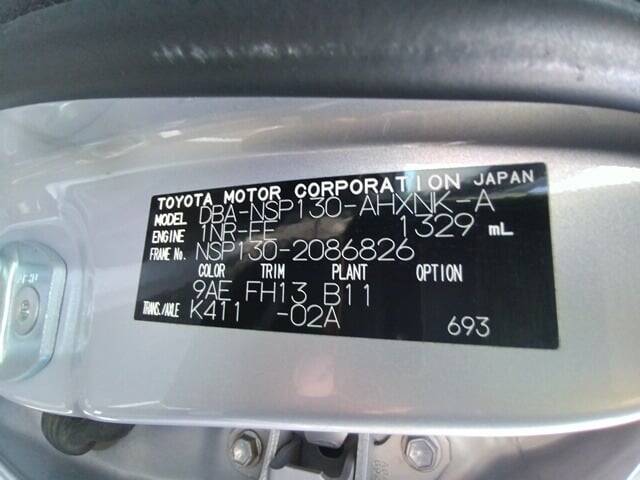 TOYOTA MOTOR CORPORATION JAPAN
MODEL DBA-NSP130-AHXNK-A
ENGINE 1NR-FE 1329 mL
FRAME No. NSP130-2086826
COLOR TRIM PLANT OPTION
9AE FH13 B11
TRANS./AXLE K411 -02A
693